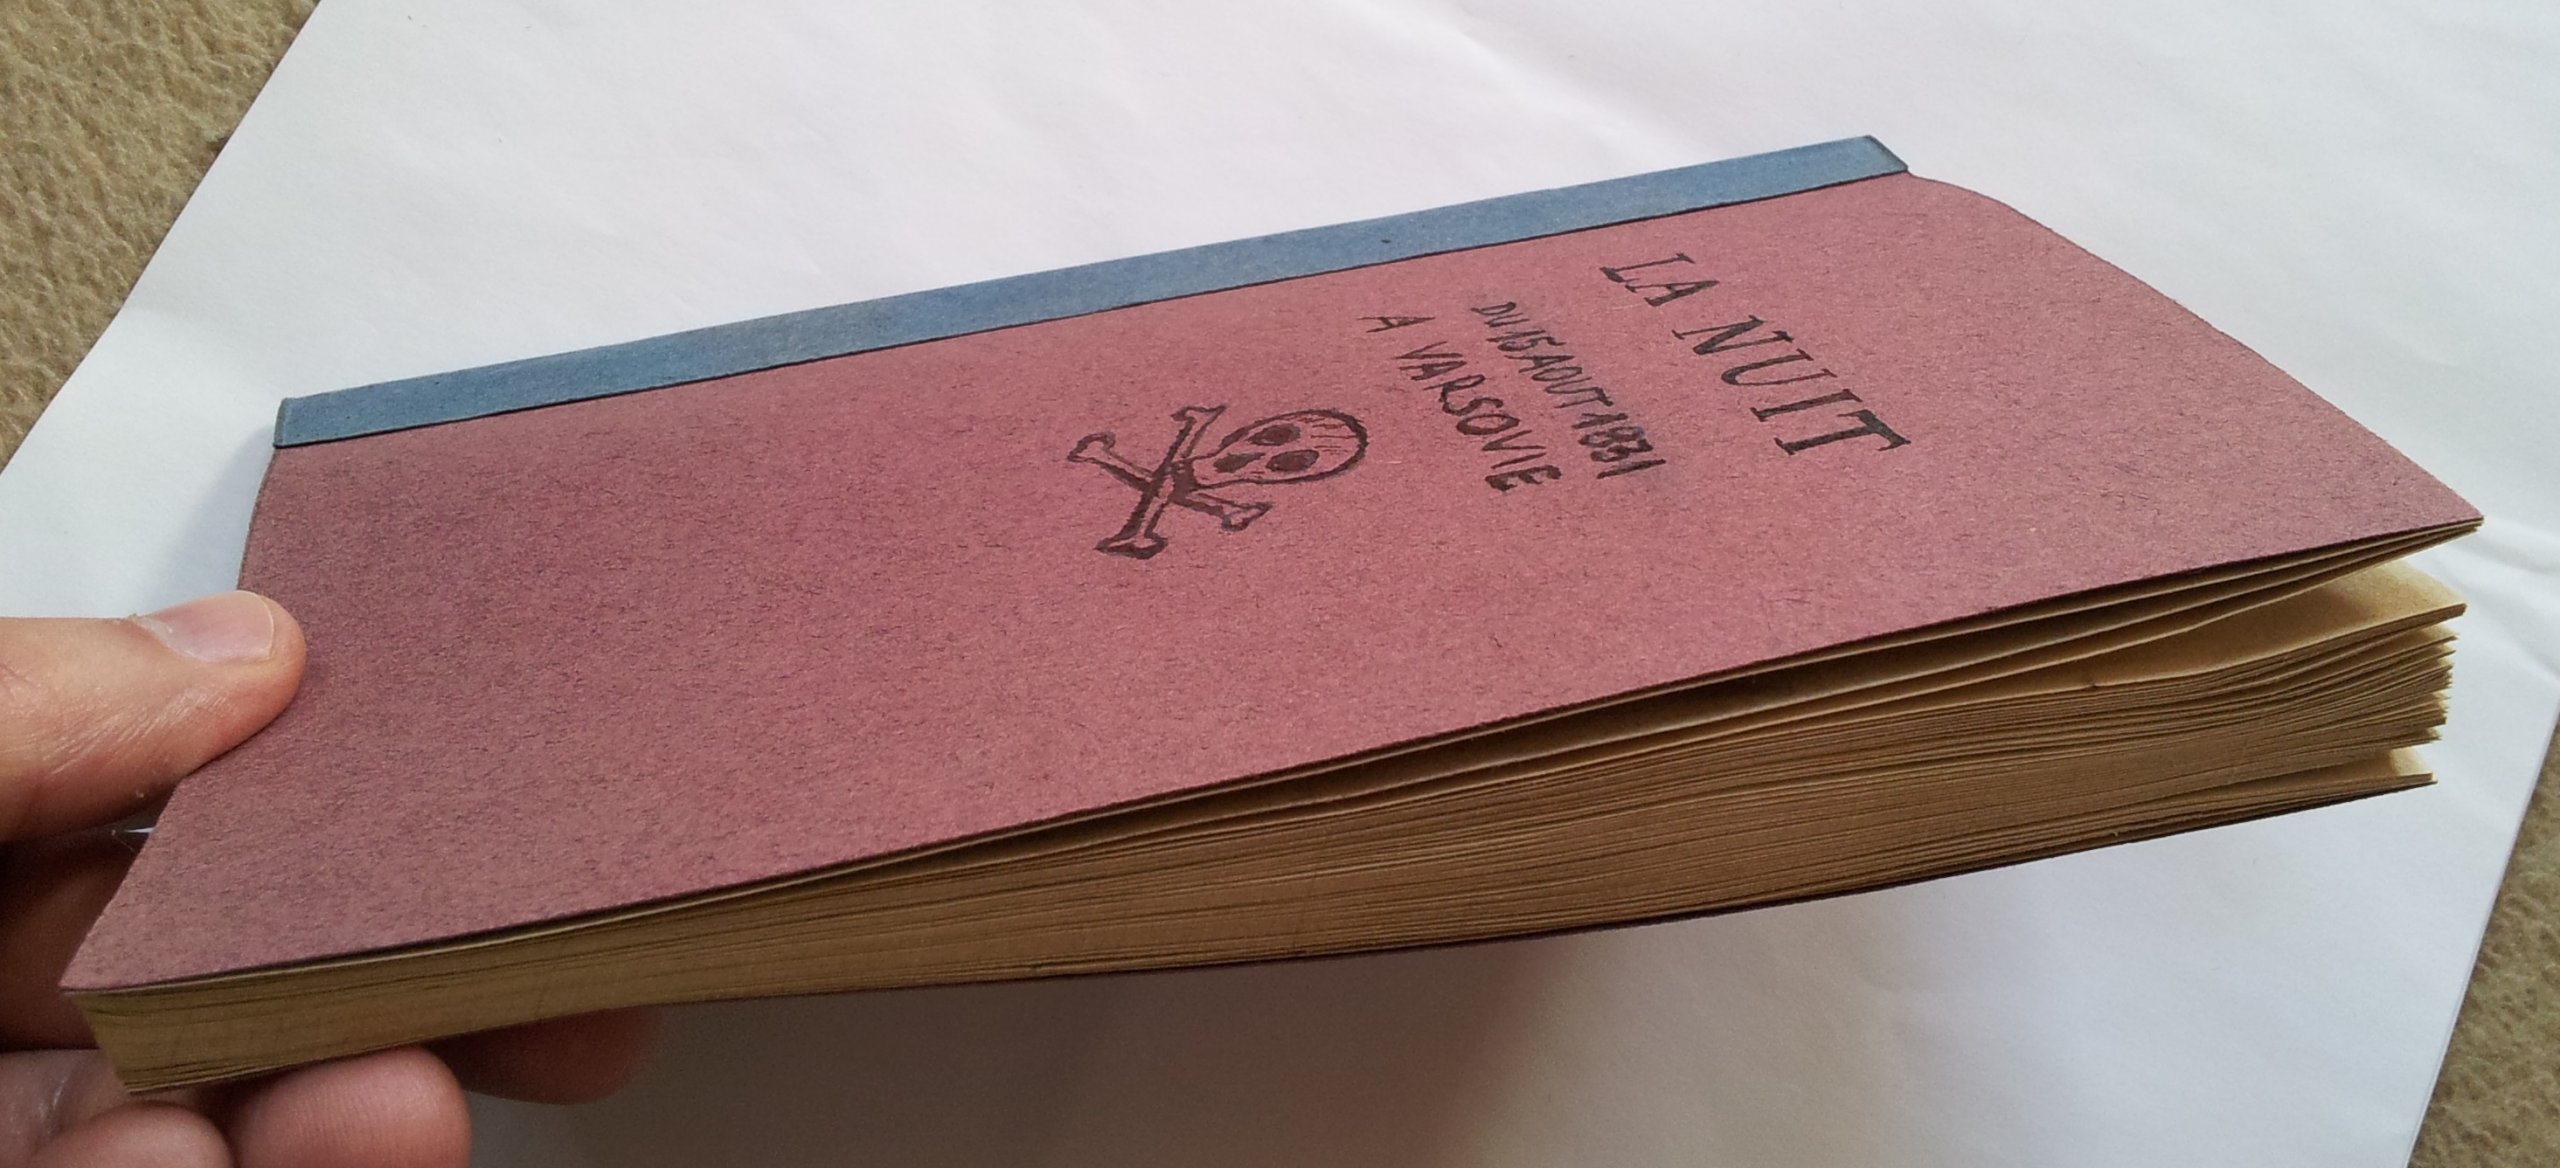 LA NUIT
DU 15 AOUT 1831
A VARSOVIE